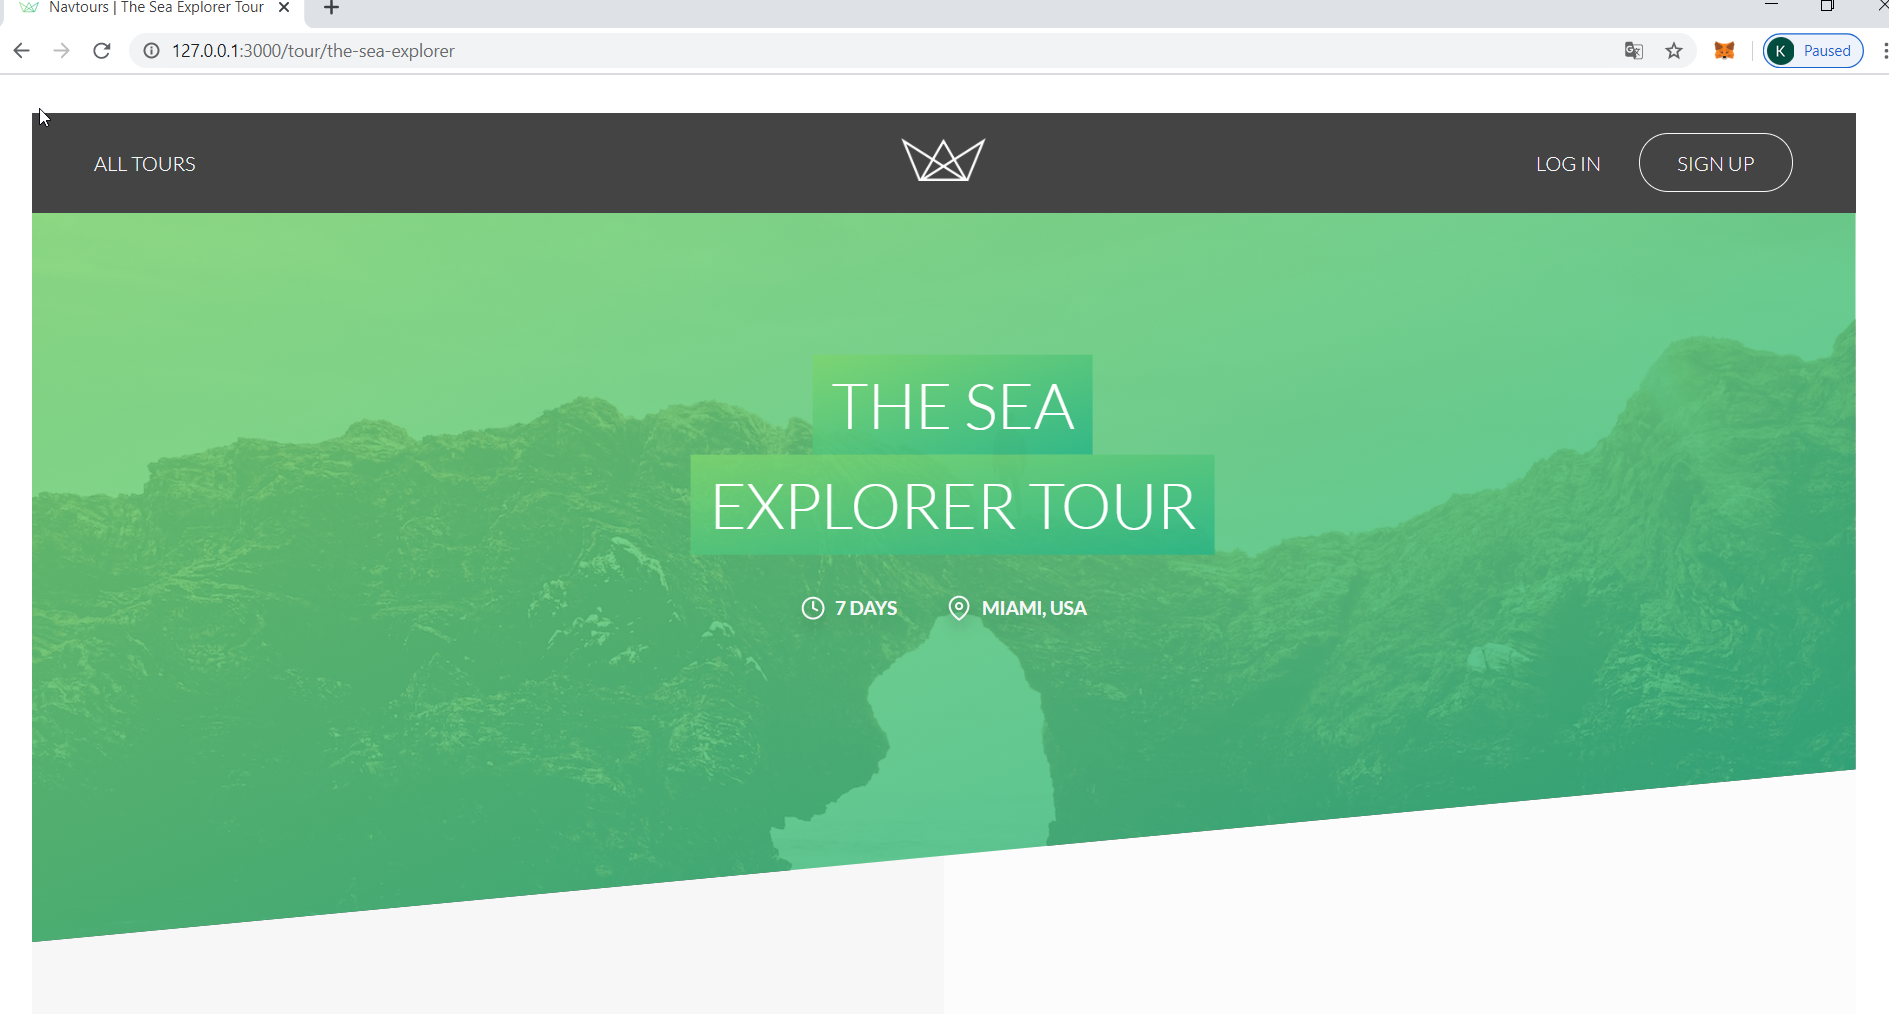 Navtours | The Sea Explorer Tour
127.0.0.1:3000/tour/the-sea-explorer
K Paused
ALL TOURS
LOG IN
SIGN UP
THE SEA
EXPLORER TOUR
7 DAYS
MIAMI, USA